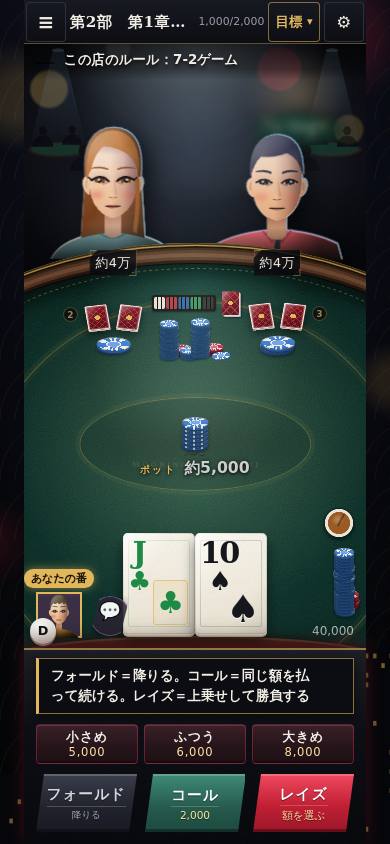 第2部 第1章… 1,000/2,000 目標 ▾
この店のルール：7-2ゲーム
約4万 約4万
2 3
ポット 約5,000
あなたの番
J 10
D
40,000
フォールド＝降りる。コール＝同じ額を払
って続ける。レイズ＝上乗せして勝負する
小さめ ふつう 大きめ
5,000 6,000 8,000
フォールド コール レイズ
降りる 2,000 額を選ぶ